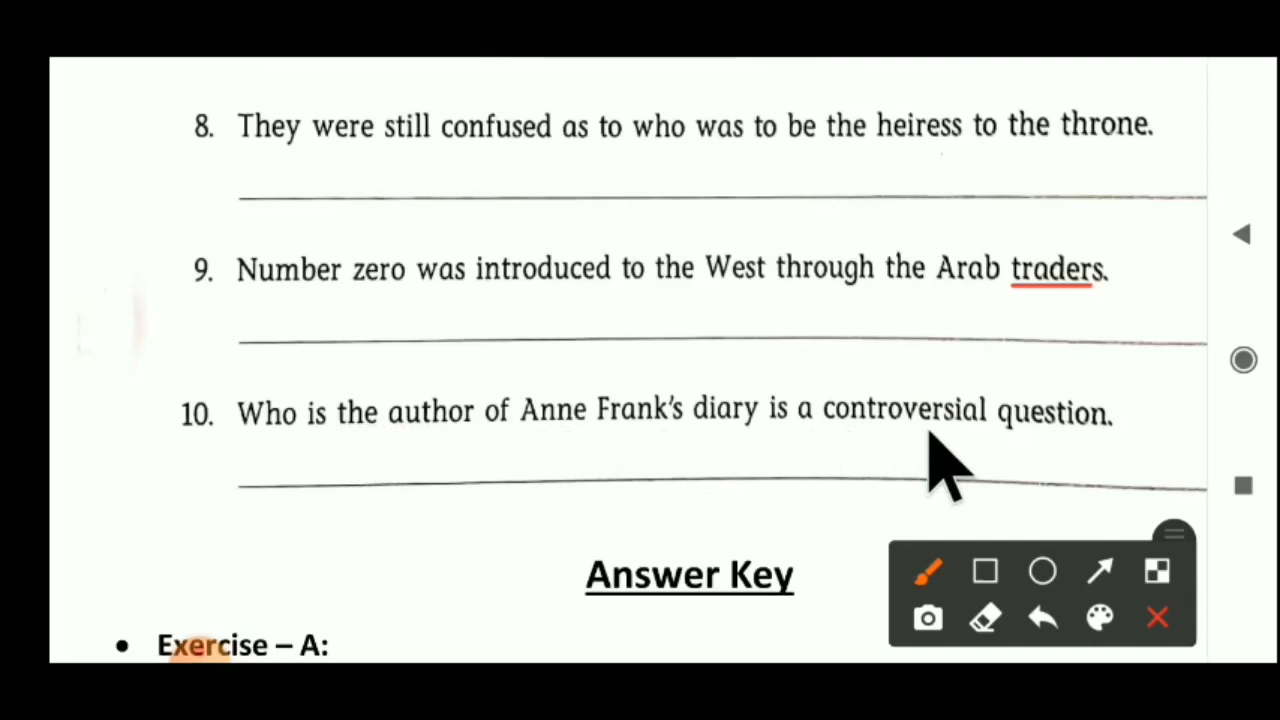 8. They were still confused as to who was to be the heiress to the throne.
9. Number zero was introduced to the West through the Arab traders.
10. Who is the author of Anne Frank's diary is a controversial question.
Answer Key
• Exercise – A: